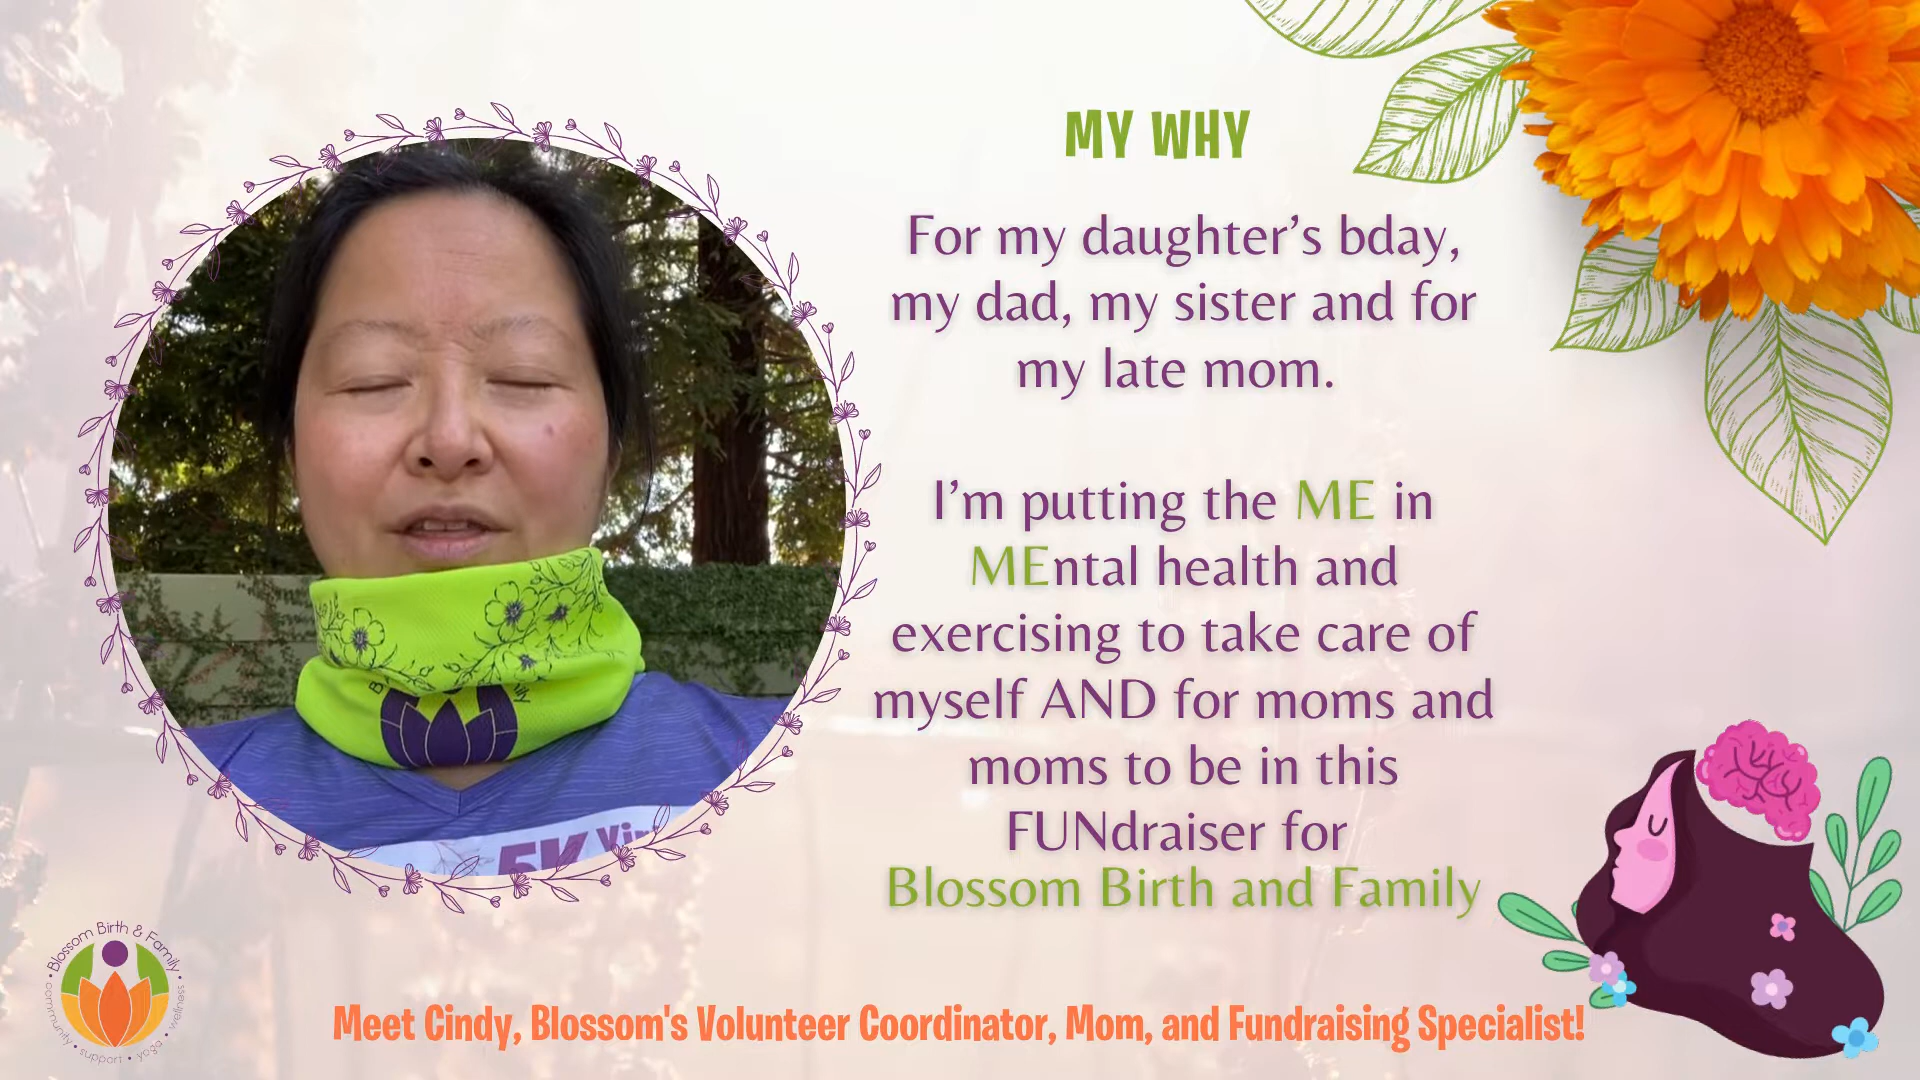 MY WHY
For my daughter’s bday,
my dad, my sister and for
my late mom.
I’m putting the ME in
MEntal health and
exercising to take care of
myself AND for moms and
moms to be in this
FUNdraiser for
Blossom Birth and Family
5K
Blossom Birth & Family
community • support • yoga • wellness
Meet Cindy, Blossom's Volunteer Coordinator, Mom, and Fundraising Specialist!